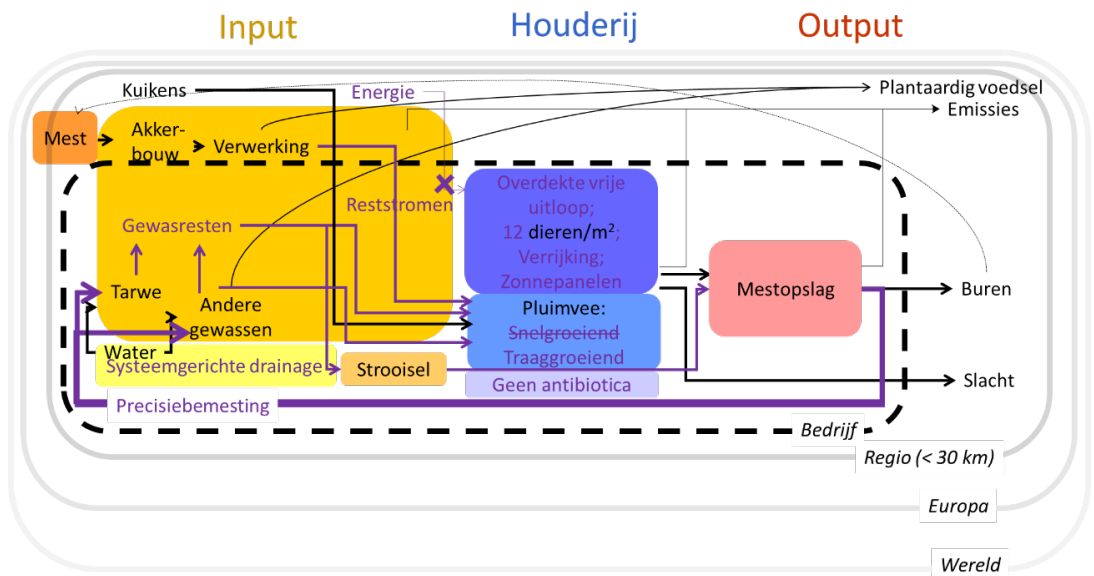 Input
Houderij
Output
Kuikens
Energie
Plantaardig voedsel
Emissies
Mest
Akker-
bouw
Verwerking
Reststromen
Overdekte vrije
uitloop;
12 dieren/m²;
Verrijking;
Zonnepanelen
Gewasresten
Tarwe
Andere
gewassen
Water
Systeemgerichte drainage
Strooisel
Pluimvee:
Snelgroeiend
Traaggroeiend
Geen antibiotica
Mestopslag
Buren
Slacht
Precisiebemesting
Bedrijf
Regio (< 30 km)
Europa
Wereld